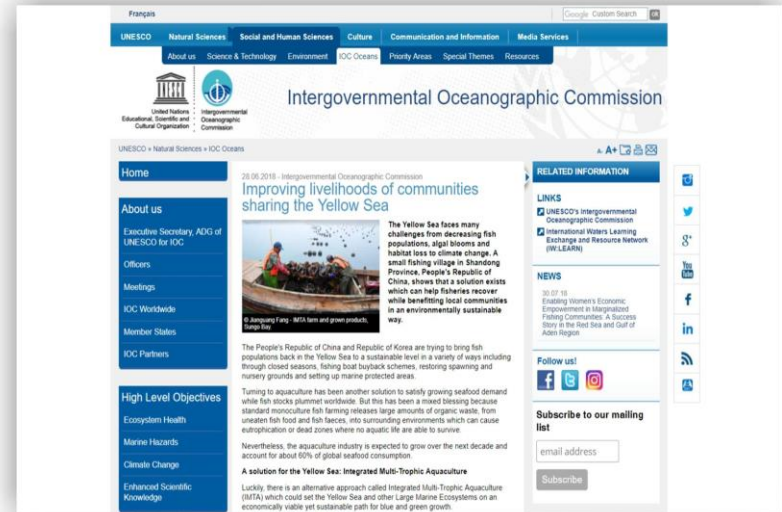 Français
Google Custom Search
UNESCO Natural Sciences Social and Human Sciences Culture Communication and Information Media Services
About us Science & Technology Environment IOC Oceans Priority Areas Special Themes Resources
United Nations
Educational, Scientific and
Cultural Organization
Intergovernmental
Oceanographic
Commission
Intergovernmental Oceanographic Commission
UNESCO » Natural Sciences » IOC Oceans
A- A+
Home
About us
Executive Secretary, ADG of
UNESCO for IOC
Officers
Meetings
IOC Worldwide
Member States
IOC Partners
High Level Objectives
Ecosystem Health
Marine Hazards
Climate Change
Enhanced Scientific
Knowledge
28.06.2018 - Intergovernmental Oceanographic Commission
Improving livelihoods of communities
sharing the Yellow Sea
© Jianguang Fang - IMTA farm and grown products,
Sungo Bay.
The Yellow Sea faces many
challenges from decreasing fish
populations, algal blooms and
habitat loss to climate change. A
small fishing village in Shandong
Province, People's Republic of
China, shows that a solution exists
which can help fisheries recover
while benefitting local communities
in an environmentally sustainable
way.
The People's Republic of China and Republic of Korea are trying to bring fish
populations back in the Yellow Sea to a sustainable level in a variety of ways including
through closed seasons, fishing boat buyback schemes, restoring spawning and
nursery grounds and setting up marine protected areas.
Turning to aquaculture has been another solution to satisfy growing seafood demand
while fish stocks plummet worldwide. But this has been a mixed blessing because
standard monoculture fish farming releases large amounts of organic waste, from
uneaten fish food and fish faeces, into surrounding environments which can cause
eutrophication or dead zones where no aquatic life are able to survive.
Nevertheless, the aquaculture industry is expected to grow over the next decade and
account for about 60% of global seafood consumption.
A solution for the Yellow Sea: Integrated Multi-Trophic Aquaculture
Luckily, there is an alternative approach called Integrated Multi-Trophic Aquaculture
(IMTA) which could set the Yellow Sea and other Large Marine Ecosystems on an
economically viable yet sustainable path for blue and green growth.
RELATED INFORMATION
LINKS
UNESCO's Intergovernmental
Oceanographic Commission
International Waters Learning
Exchange and Resource Network
(IW:LEARN)
NEWS
30.07.18
Enabling Women's Economic
Empowerment in Marginalized
Fishing Communities: A Success
Story in the Red Sea and Gulf of
Aden Region
Follow us!
Subscribe to our mailing
list
email address
Subscribe
g+
You
Tube
f
in